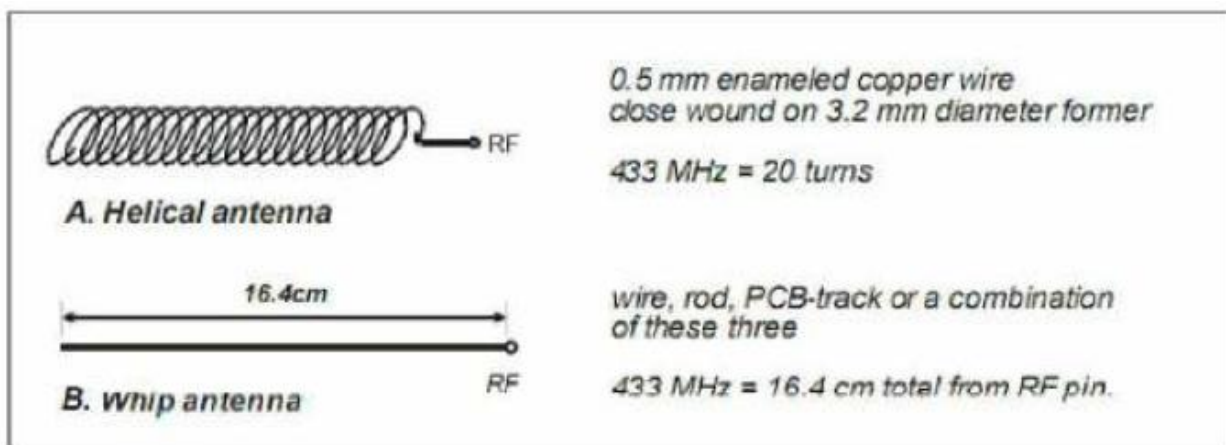 0.5 mm enameled copper wire
close wound on 3.2 mm diameter former
RF
433 MHz = 20 turns
A. Helical antenna
16.4cm
wire, rod, PCB-track or a combination
of these three
RF
B. Whip antenna
433 MHz = 16.4 cm total from RF pin.